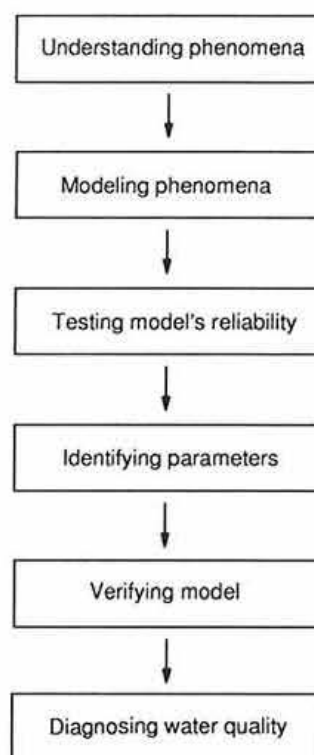 Understanding phenomena
Modeling phenomena
Testing model's reliability
Identifying parameters
Verifying model
Diagnosing water quality